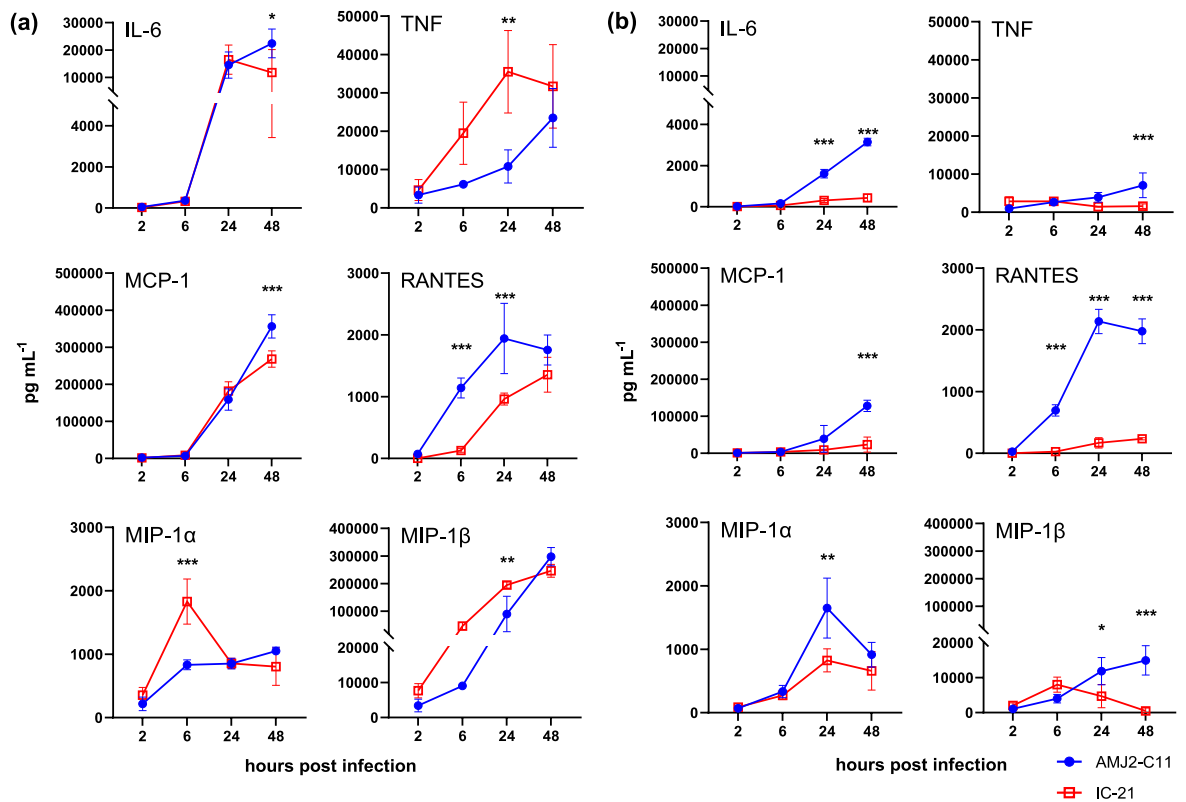 (a)
IL-6
*
30000
20000
10000
4000
2000
0
2 6 24 48
TNF
**
50000
40000
30000
20000
10000
0
2 6 24 48
MCP-1
***
500000
400000
300000
200000
100000
0
2 6 24 48
RANTES
***
***
3000
2000
1000
0
2 6 24 48
pg mL-1
MIP-1α
***
3000
2000
1000
0
2 6 24 48
MIP-1β
**
400000
300000
200000
100000
20000
10000
0
2 6 24 48
hours post infection
(b)
IL-6
*** ***
30000
20000
10000
4000
2000
0
2 6 24 48
TNF
***
50000
40000
30000
20000
10000
0
2 6 24 48
MCP-1
***
500000
400000
300000
200000
100000
0
2 6 24 48
RANTES
*** ***
***
3000
2000
1000
0
2 6 24 48
pg mL-1
MIP-1α
**
3000
2000
1000
0
2 6 24 48
MIP-1β
***
*
400000
300000
200000
100000
20000
10000
0
2 6 24 48
hours post infection
AMJ2-C11
IC-21